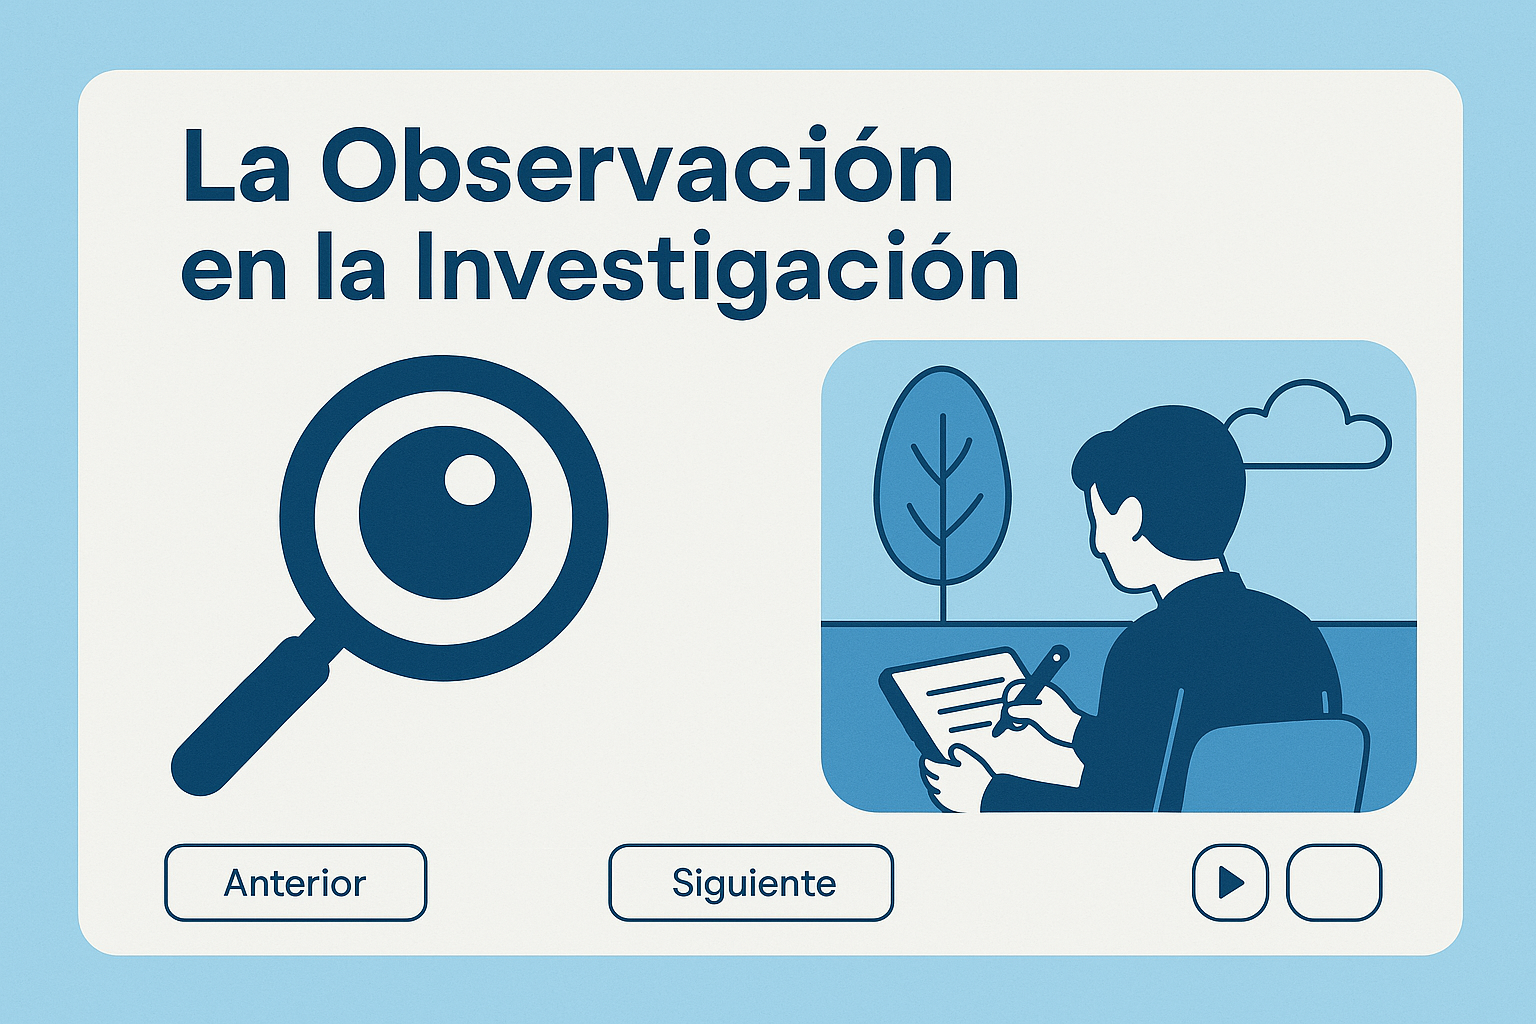 La Observación
en la Investigación
Anterior
Siguiente